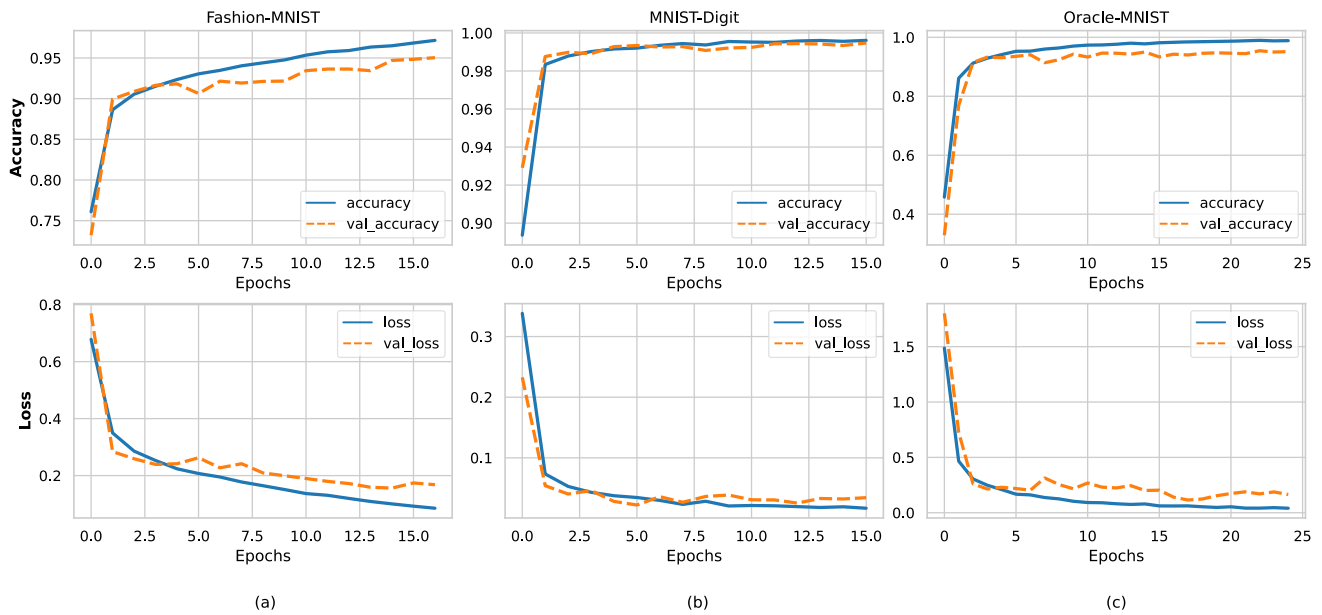 Fashion-MNIST
MNIST-Digit
Oracle-MNIST
Accuracy
0.95
0.90
0.85
0.80
0.75
accuracy
val_accuracy
0.0 2.5 5.0 7.5 10.0 12.5 15.0
Epochs
1.00
0.98
0.96
0.94
0.92
0.90
accuracy
val_accuracy
0.0 2.5 5.0 7.5 10.0 12.5 15.0
Epochs
1.0
0.8
0.6
0.4
accuracy
val_accuracy
0 5 10 15 20 25
Epochs
Loss
0.8
0.6
0.4
0.2
loss
val_loss
0.0 2.5 5.0 7.5 10.0 12.5 15.0
Epochs
0.3
0.2
0.1
loss
val_loss
0.0 2.5 5.0 7.5 10.0 12.5 15.0
Epochs
1.5
1.0
0.5
0.0
loss
val_loss
0 5 10 15 20 25
Epochs
(a)
(b)
(c)